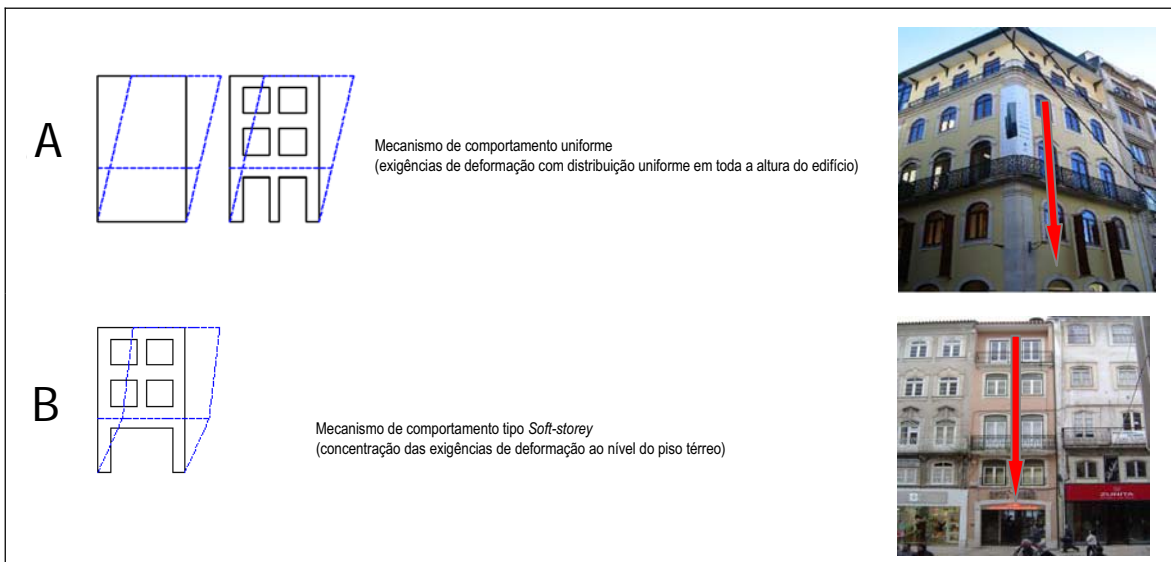 A
Mecanismo de comportamento uniforme
(exigências de deformação com distribuição uniforme em toda a altura do edifício)
B
Mecanismo de comportamento tipo Soft-storey
(concentração das exigências de deformação ao nível do piso térreo)
ZUNITA